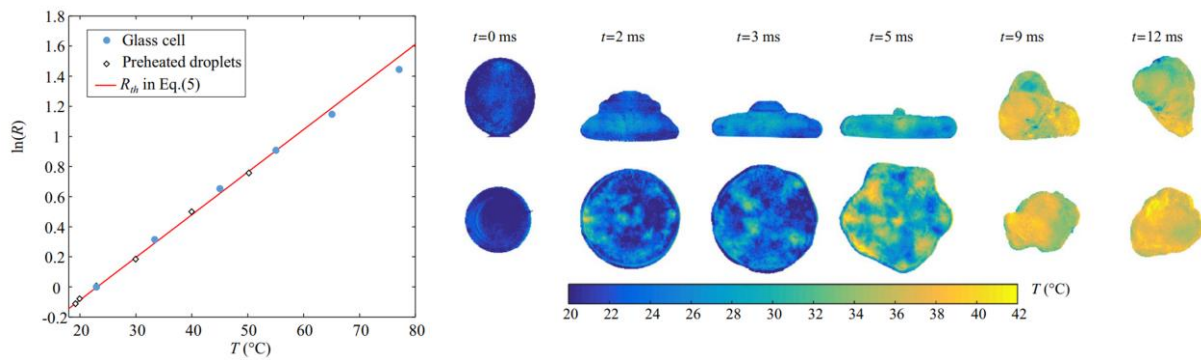 1.8
1.6
1.4
1.2
1
0.8
0.6
0.4
0.2
0
-0.2
ln(R)
Glass cell
Preheated droplets
R_th in Eq.(5)
20 30 40 50 60 70 80
T (°C)
t=0 ms t=2 ms t=3 ms t=5 ms t=9 ms t=12 ms
T (°C)
20 22 24 26 28 30 32 34 36 38 40 42